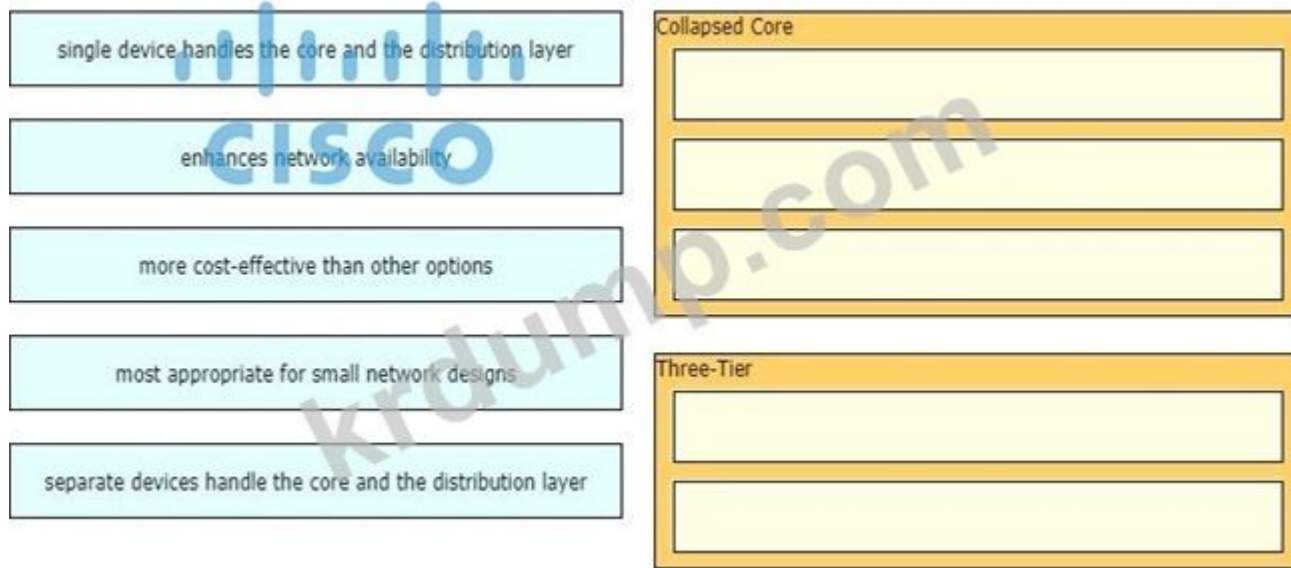 single device handles the core and the distribution layer
enhances network availability
more cost-effective than other options
most appropriate for small network designs
separate devices handle the core and the distribution layer
CISCO
Collapsed Core
Three-Tier
krdump.com